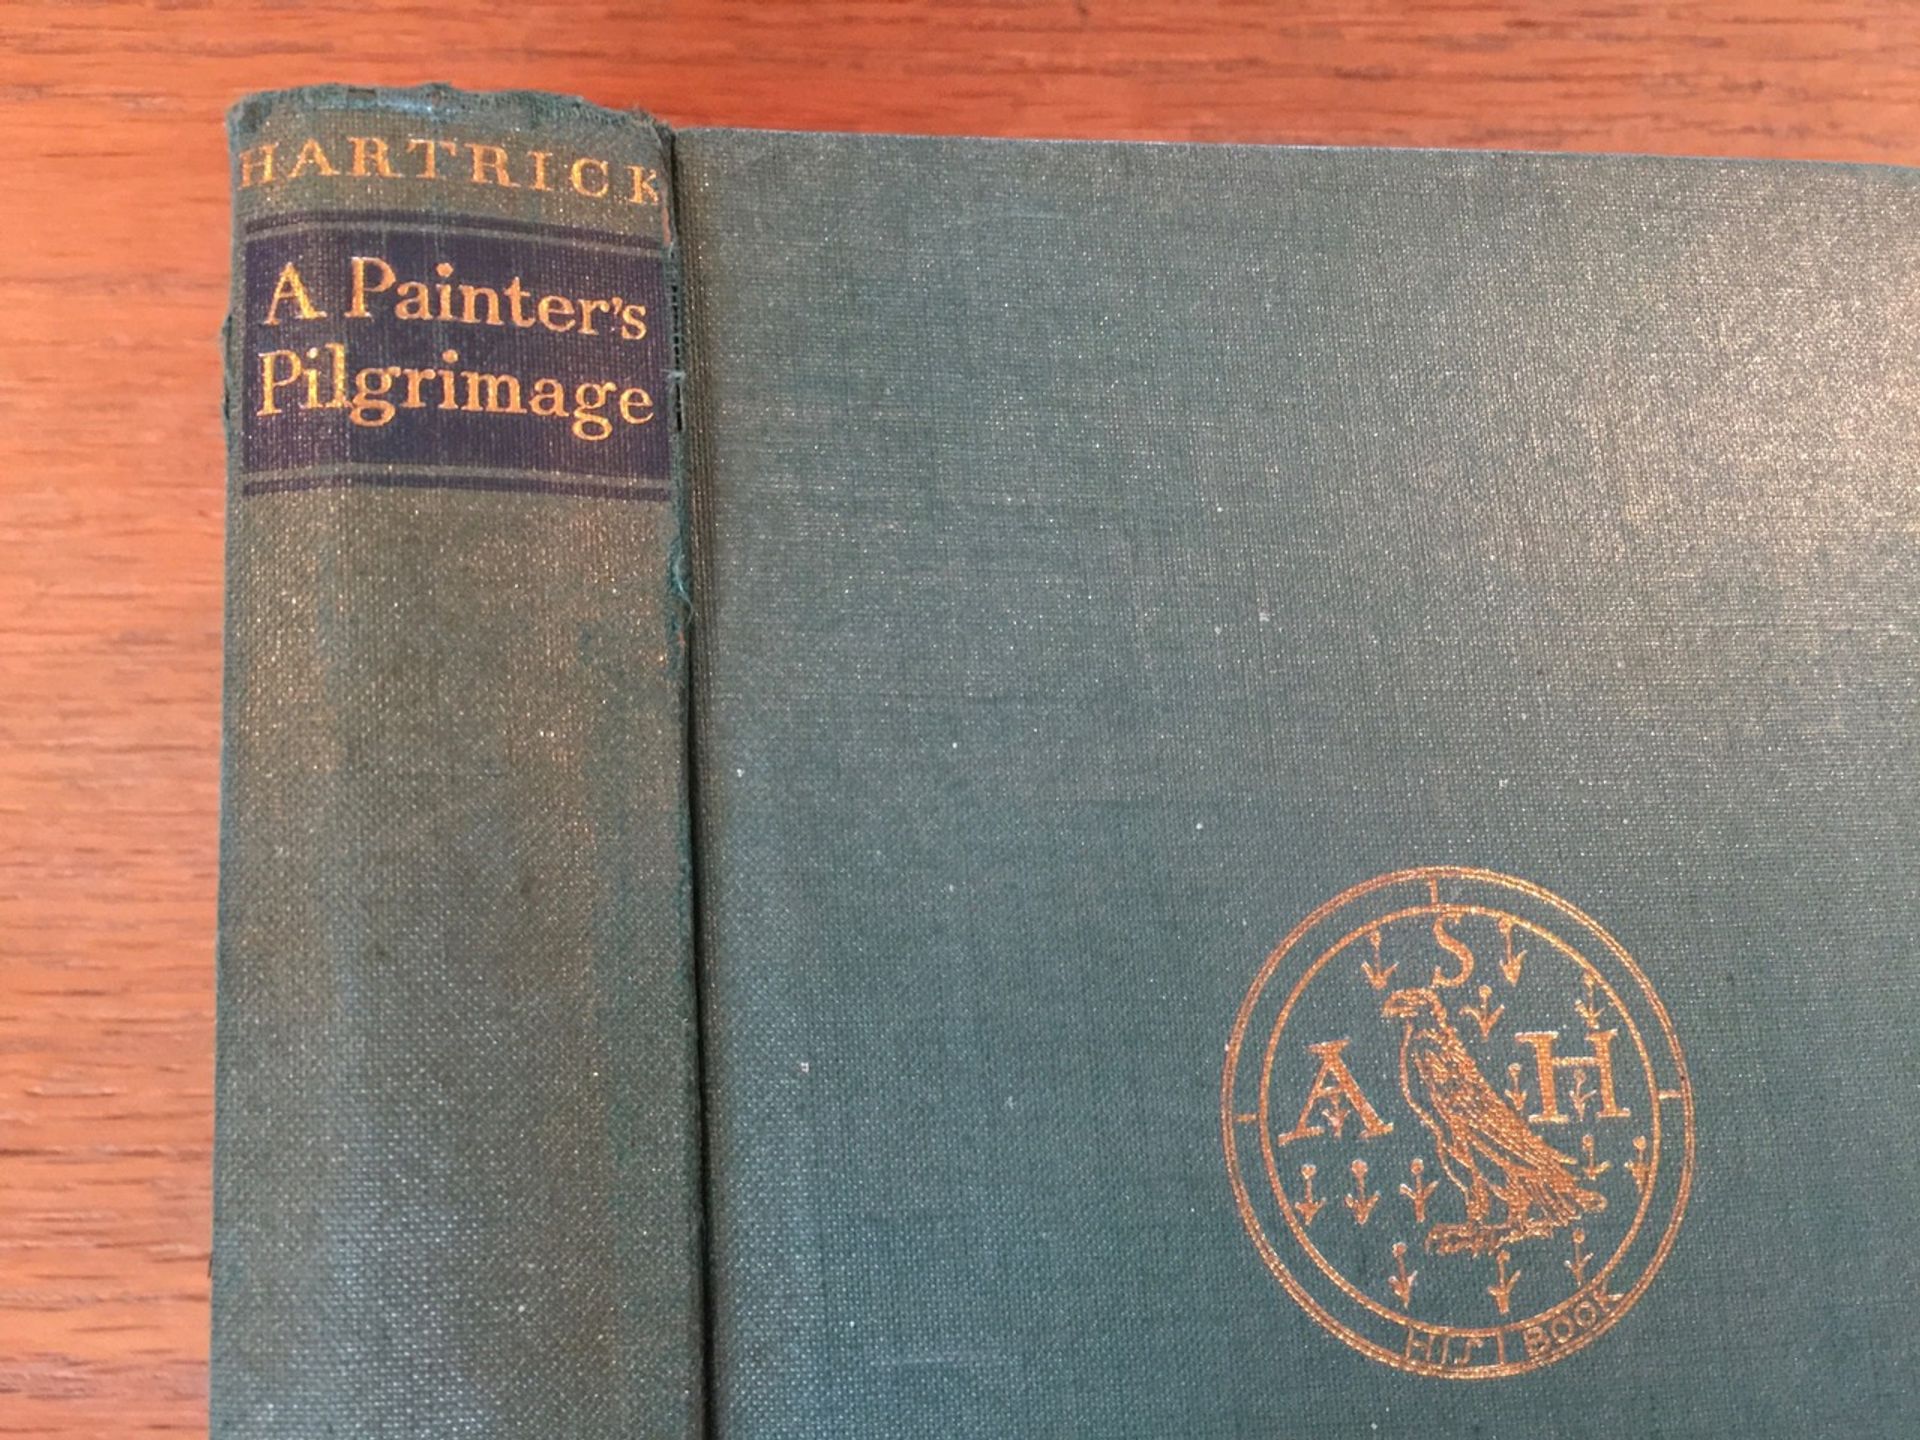 HARTRICK
A Painter's
Pilgrimage
S
A H
HIS BOOK